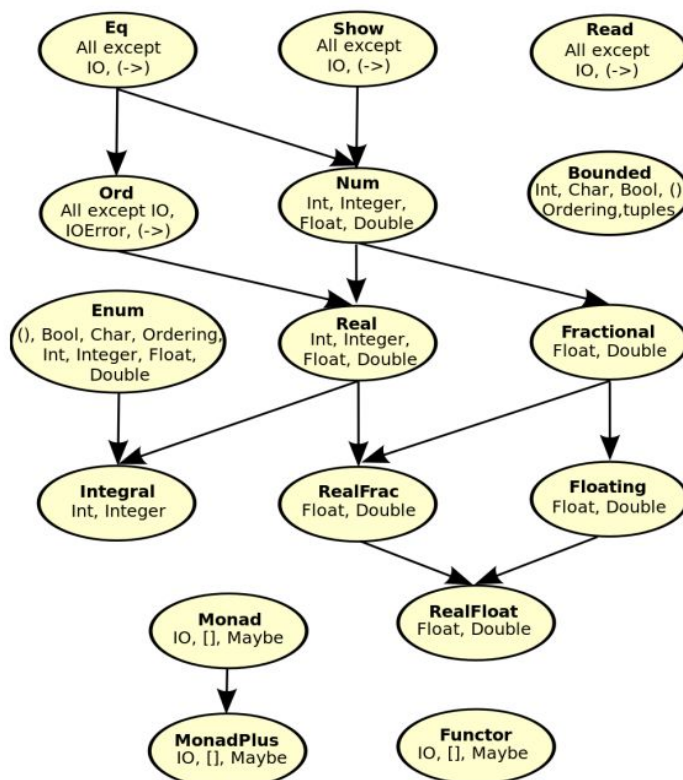 Eq
All except
IO, (->)
Show
All except
IO, (->)
Read
All except
IO, (->)
Ord
All except IO,
IOError, (->)
Num
Int, Integer,
Float, Double
Bounded
Int, Char, Bool, ()
Ordering,tuples
Enum
(), Bool, Char, Ordering,
Int, Integer, Float,
Double
Real
Int, Integer,
Float, Double
Fractional
Float, Double
Integral
Int, Integer
RealFrac
Float, Double
Floating
Float, Double
RealFloat
Float, Double
Monad
IO, [], Maybe
MonadPlus
IO, [], Maybe
Functor
IO, [], Maybe